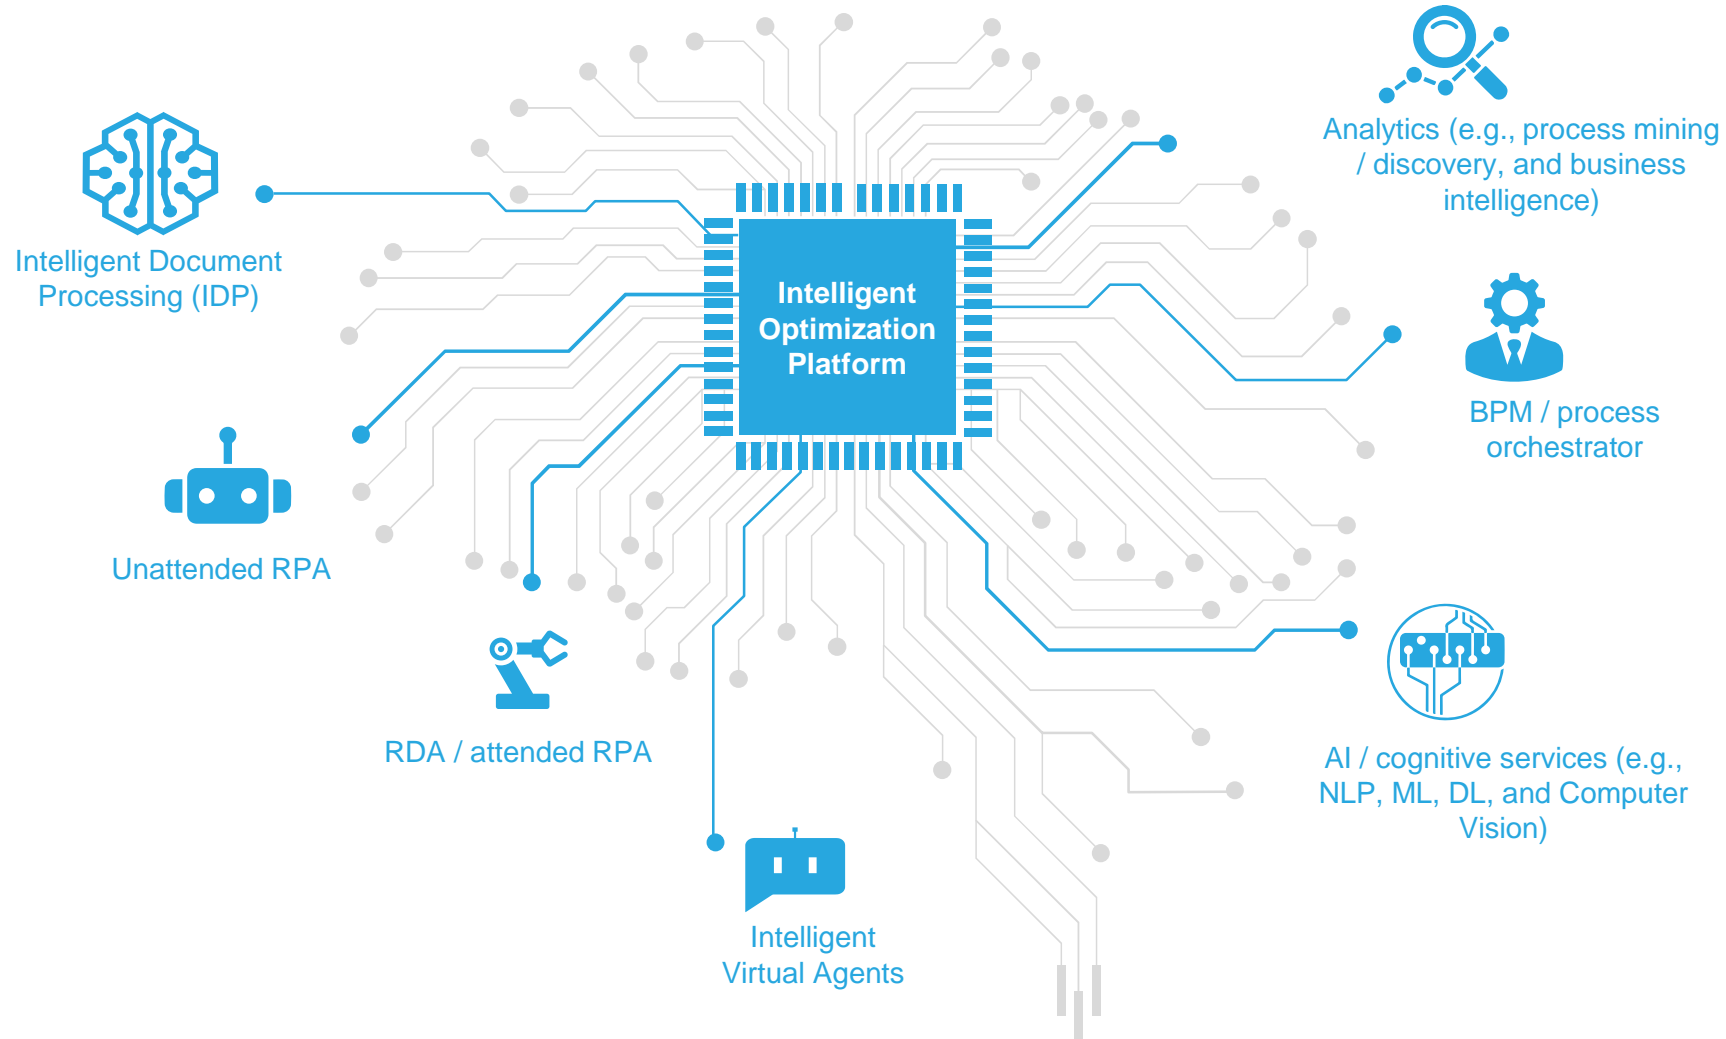 Analytics (e.g., process mining
/ discovery, and business
intelligence)
Intelligent Document
Processing (IDP)
Intelligent
Optimization
Platform
BPM / process
orchestrator
Unattended RPA
RDA / attended RPA
AI / cognitive services (e.g.,
NLP, ML, DL, and Computer
Vision)
Intelligent
Virtual Agents